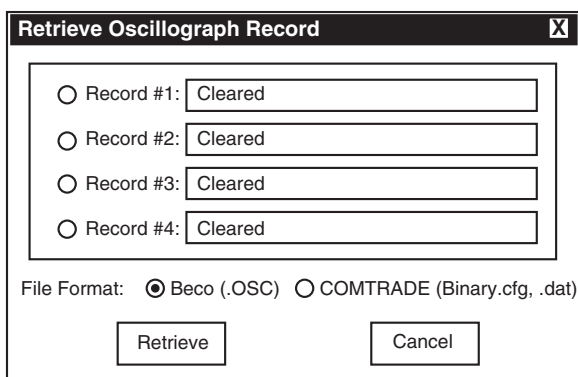 Retrieve Oscillograph Record X
Record #1: Cleared
Record #2: Cleared
Record #3: Cleared
Record #4: Cleared
File Format: Beco (.OSC) COMTRADE (Binary.cfg, .dat)
Retrieve Cancel